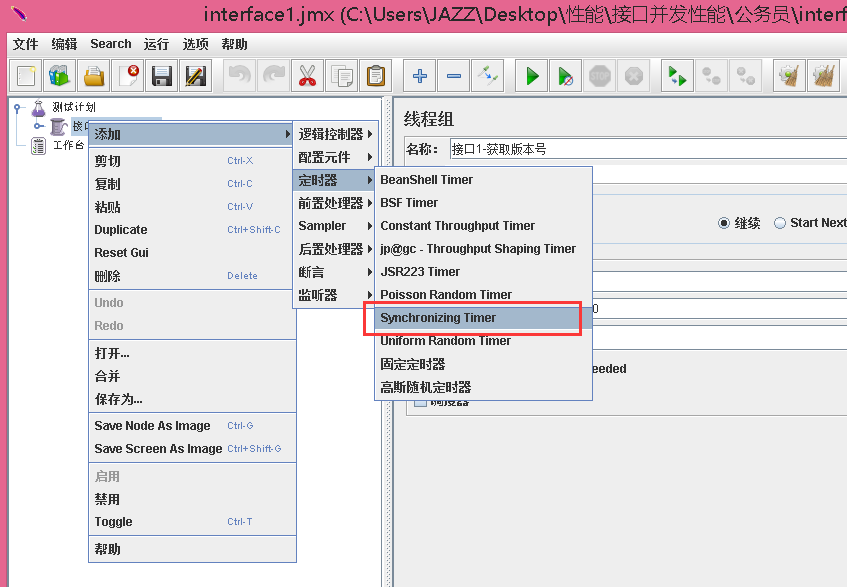 interface1.jmx (C:\Users\JAZZ\Desktop\性能\接口并发性能\公务员\interf
文件 编辑 Search 运行 选项 帮助
测试计划
接口
工作台
添加
剪切 Ctrl-X
复制 Ctrl-C
粘贴 Ctrl-V
Duplicate Ctrl+Shift-C
Reset Gui
删除 Delete
Undo
Redo
打开...
合并
保存为...
Save Node As Image Ctrl-G
Save Screen As Image Ctrl+Shift-G
启用
禁用
Toggle Ctrl-T
帮助
逻辑控制器
配置元件
定时器
前置处理器
Sampler
后置处理器
断言
监听器
BeanShell Timer
BSF Timer
Constant Throughput Timer
jp@gc - Throughput Shaping Timer
JSR223 Timer
Poisson Random Timer
Synchronizing Timer
Uniform Random Timer
固定定时器
高斯随机定时器
线程组
名称： 接口1-获取版本号
继续 Start Next
0
eeded
调度器
STOP